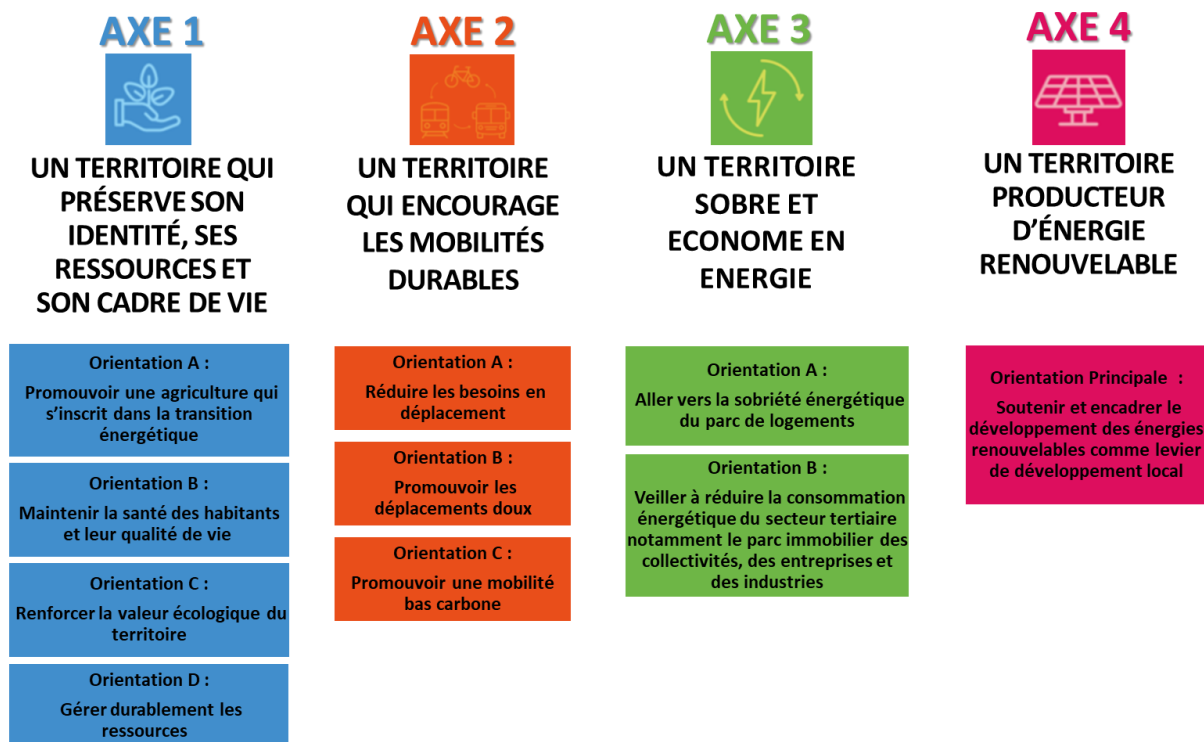 AXE 1
UN TERRITOIRE QUI
PRÉSERVE SON
IDENTITÉ, SES
RESSOURCES ET
SON CADRE DE VIE
Orientation A :
Promouvoir une agriculture qui
s'inscrit dans la transition
énergétique
Orientation B :
Maintenir la santé des habitants
et leur qualité de vie
Orientation C :
Renforcer la valeur écologique du
territoire
Orientation D :
Gérer durablement les
ressources
AXE 2
UN TERRITOIRE
QUI ENCOURAGE
LES MOBILITÉS
DURABLES
Orientation A :
Réduire les besoins en
déplacement
Orientation B :
Promouvoir les
déplacements doux
Orientation C :
Promouvoir une mobilité
bas carbone
AXE 3
UN TERRITOIRE
SOBRE ET
ECONOME EN
ENERGIE
Orientation A :
Aller vers la sobriété énergétique
du parc de logements
Orientation B :
Veiller à réduire la consommation
énergétique du secteur tertiaire
notamment le parc immobilier des
collectivités, des entreprises et
des industries
AXE 4
UN TERRITOIRE
PRODUCTEUR
D'ÉNERGIE
RENOUVELABLE
Orientation Principale :
Soutenir et encadrer le
développement des énergies
renouvelables comme levier
de développement local